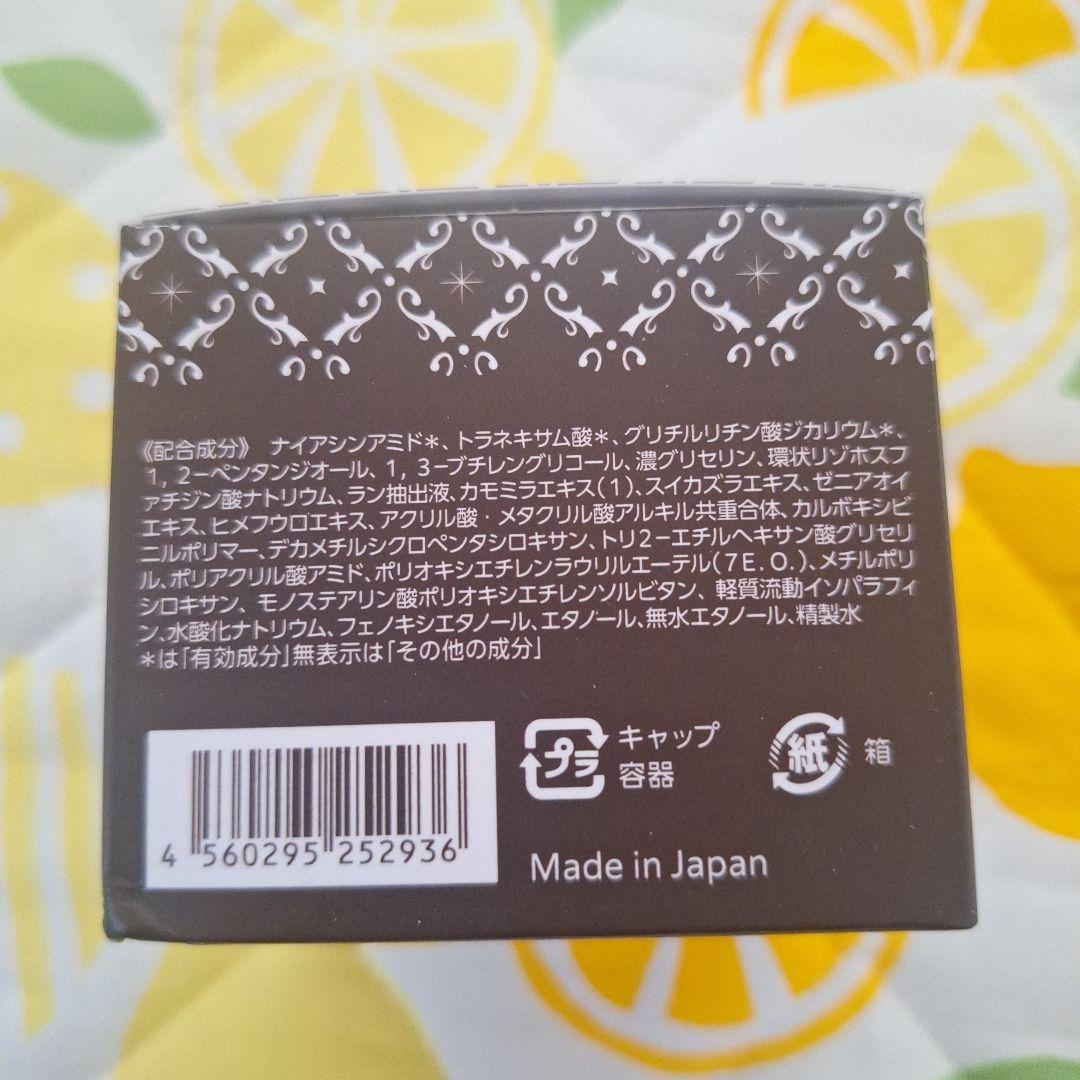 《配合成分》 ナイアシンアミド＊、トラネキサム酸＊、グリチルリチン酸ジカリウム＊、
1，2－ペンタンジオール、1，3－ブチレングリコール、濃グリセリン、環状リゾホスフ
ァチジン酸ナトリウム、ラン抽出液、カモミラエキス（1）、スイカズラエキス、ゼニアオイ
エキス、ヒメフウロエキス、アクリル酸・メタクリル酸アルキル共重合体、カルボキシビ
ニルポリマー、デカメチルシクロペンタシロキサン、トリ2－エチルヘキサン酸グリセリ
ル、ポリアクリル酸アミド、ポリオキシエチレンラウリルエーテル（7E.O.）、メチルポリ
シロキサン、モノステアリン酸ポリオキシエチレンソルビタン、軽質流動イソパラフィ
ン、水酸化ナトリウム、フェノキシエタノール、エタノール、無水エタノール、精製水
＊は「有効成分」無表示は「その他の成分」
プラ キャップ
容器
紙 箱
4 560295 252936
Made in Japan